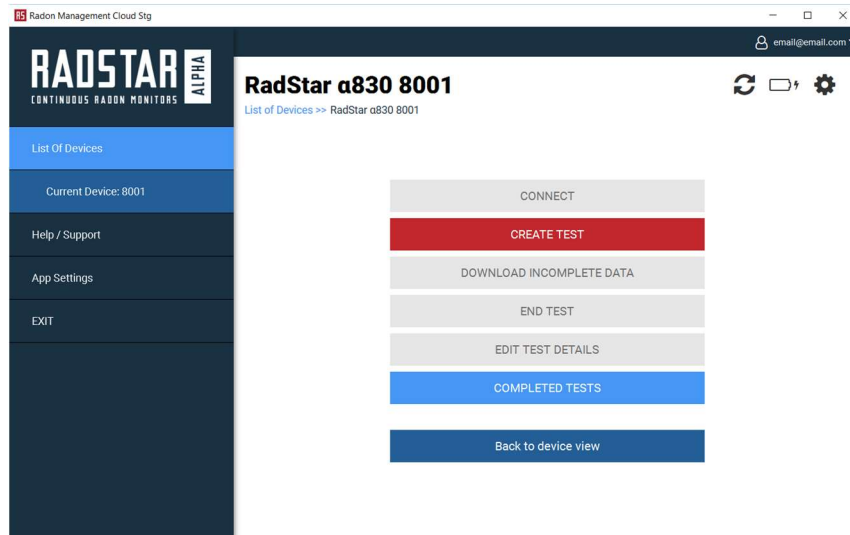 RS Radon Management Cloud Stg
email@email.com
RADSTAR ALPHA
CONTINUOUS RADON MONITORS
RadStar α830 8001
List of Devices >> RadStar α830 8001
List Of Devices
Current Device: 8001
Help / Support
App Settings
EXIT
CONNECT
CREATE TEST
DOWNLOAD INCOMPLETE DATA
END TEST
EDIT TEST DETAILS
COMPLETED TESTS
Back to device view